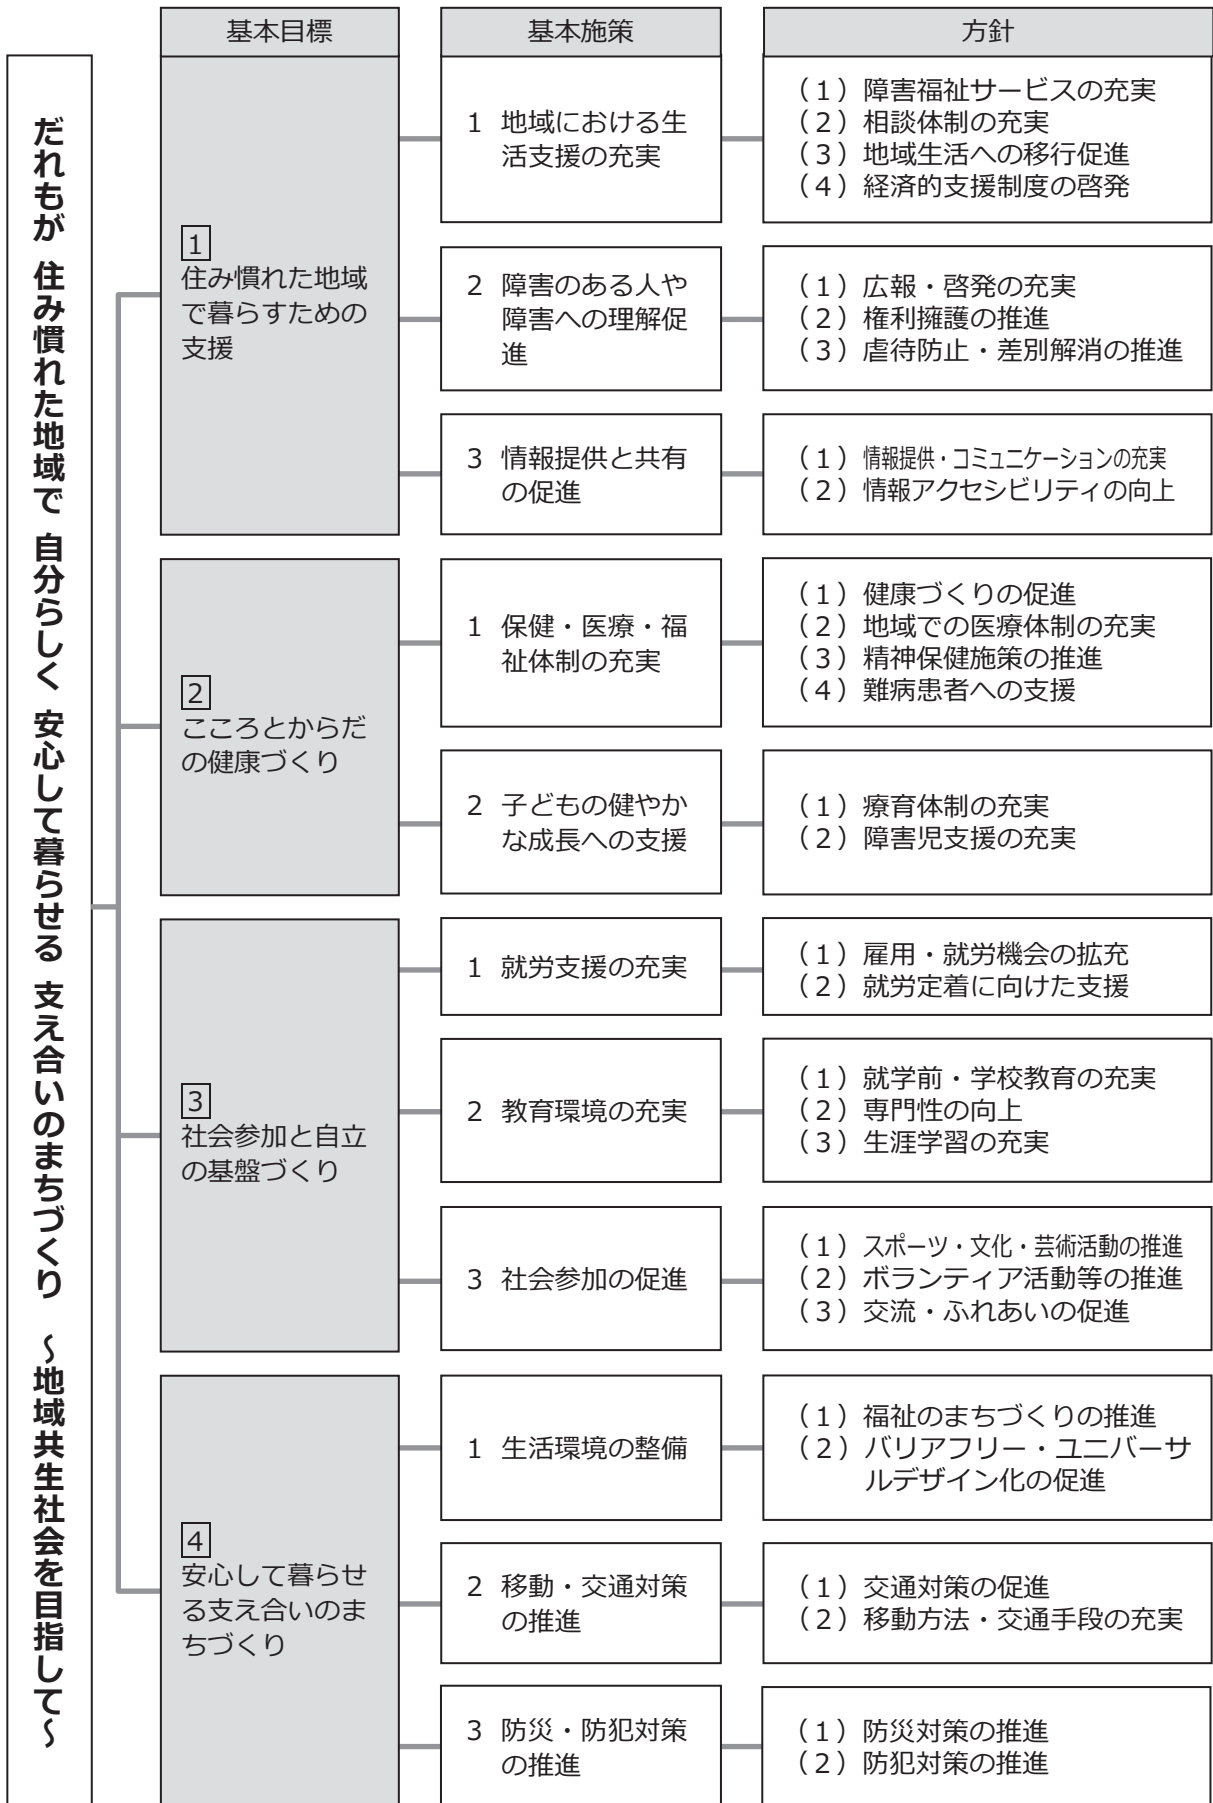 だれもが 住み慣れた地域で 自分らしく 安心して暮らせる 支え合いのまちづくり ～地域共生社会を目指して～
基本目標
基本施策
方針
1
住み慣れた地域
で暮らすための
支援
1 地域における生
活支援の充実
（１）障害福祉サービスの充実
（２）相談体制の充実
（３）地域生活への移行促進
（４）経済的支援制度の啓発
2 障害のある人や
障害への理解促
進
（１）広報・啓発の充実
（２）権利擁護の推進
（３）虐待防止・差別解消の推進
3 情報提供と共有
の促進
（１）情報提供・コミュニケーションの充実
（２）情報アクセシビリティの向上
2
こころとからだ
の健康づくり
1 保健・医療・福
祉体制の充実
（１）健康づくりの促進
（２）地域での医療体制の充実
（３）精神保健施策の推進
（４）難病患者への支援
2 子どもの健やか
な成長への支援
（１）療育体制の充実
（２）障害児支援の充実
3
社会参加と自立
の基盤づくり
1 就労支援の充実
（１）雇用・就労機会の拡充
（２）就労定着に向けた支援
2 教育環境の充実
（１）就学前・学校教育の充実
（２）専門性の向上
（３）生涯学習の充実
3 社会参加の促進
（１）スポーツ・文化・芸術活動の推進
（２）ボランティア活動等の推進
（３）交流・ふれあいの促進
4
安心して暮らせ
る支え合いのま
ちづくり
1 生活環境の整備
（１）福祉のまちづくりの推進
（２）バリアフリー・ユニバーサ
ルデザイン化の促進
2 移動・交通対策
の推進
（１）交通対策の促進
（２）移動方法・交通手段の充実
3 防災・防犯対策
の推進
（１）防災対策の推進
（２）防犯対策の推進